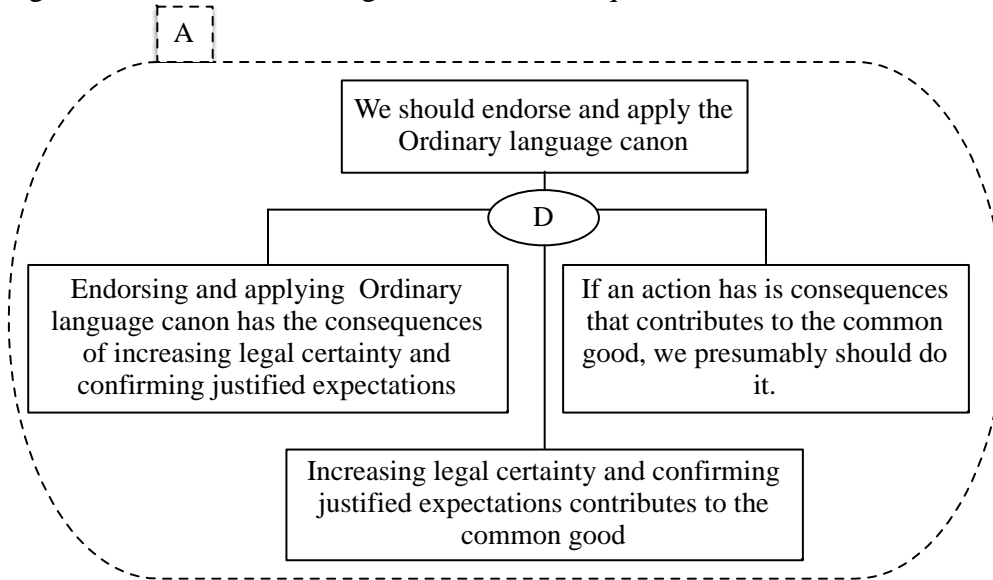 A
We should endorse and apply the
Ordinary language canon
D
Endorsing and applying Ordinary
language canon has the consequences
of increasing legal certainty and
confirming justified expectations
If an action has is consequences
that contributes to the common
good, we presumably should do
it.
Increasing legal certainty and confirming
justified expectations contributes to the
common good